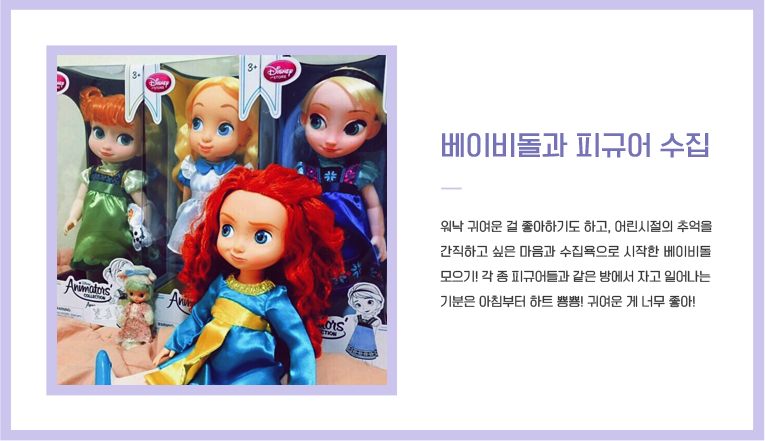 3+
Disney
STORE
3+
Disney
STORE
Animators'
COLLECTION
Animators'
COLLECTION
베이비돌과 피규어 수집
워낙 귀여운 걸 좋아하기도 하고, 어린시절의 추억을
간직하고 싶은 마음과 수집욕으로 시작한 베이비돌
모으기! 각 종 피규어들과 같은 방에서 자고 일어나는
기분은 아침부터 하트 뿜뿜! 귀여운 게 너무 좋아!